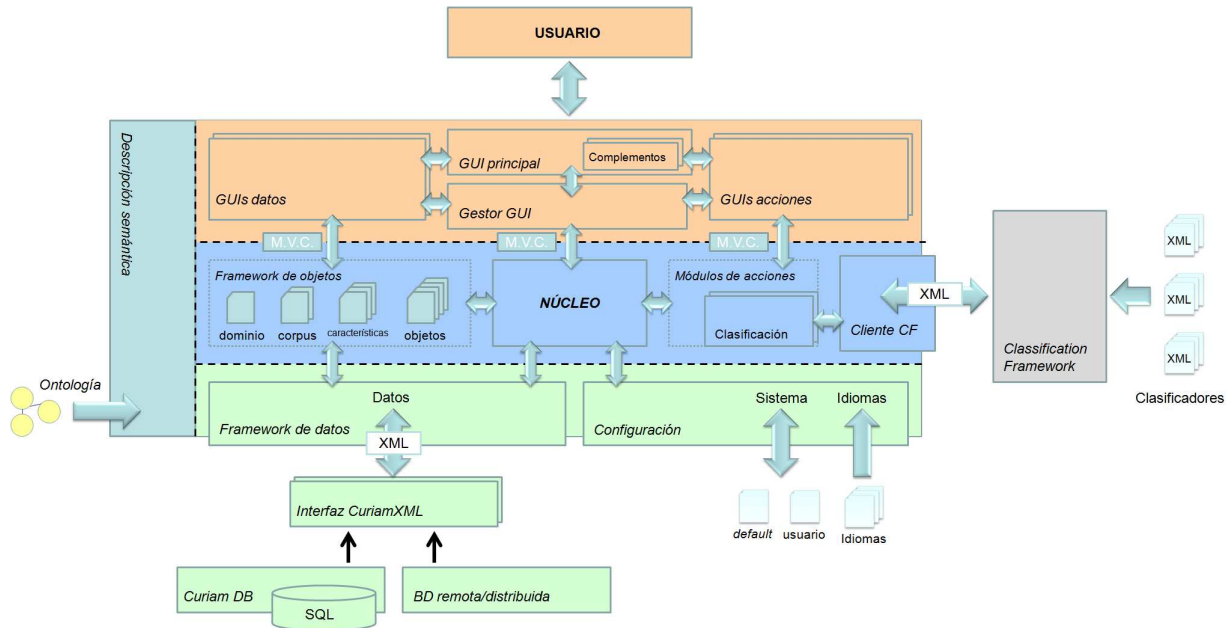 USUARIO
Descripción semántica
GUI principal
Complementos
GUIs datos
Gestor GUI
GUIs acciones
M.V.C.
M.V.C.
M.V.C.
Framework de objetos
dominio
corpus
características
objetos
NÚCLEO
Módulos de acciones
Clasificación
Cliente CF
XML
Classification
Framework
XML
XML
XML
Clasificadores
Ontología
Datos
Framework de datos
XML
Sistema
Idiomas
Configuración
Interfaz CuriamXML
default
usuario
Idiomas
Curiam DB
SQL
BD remota/distribuida